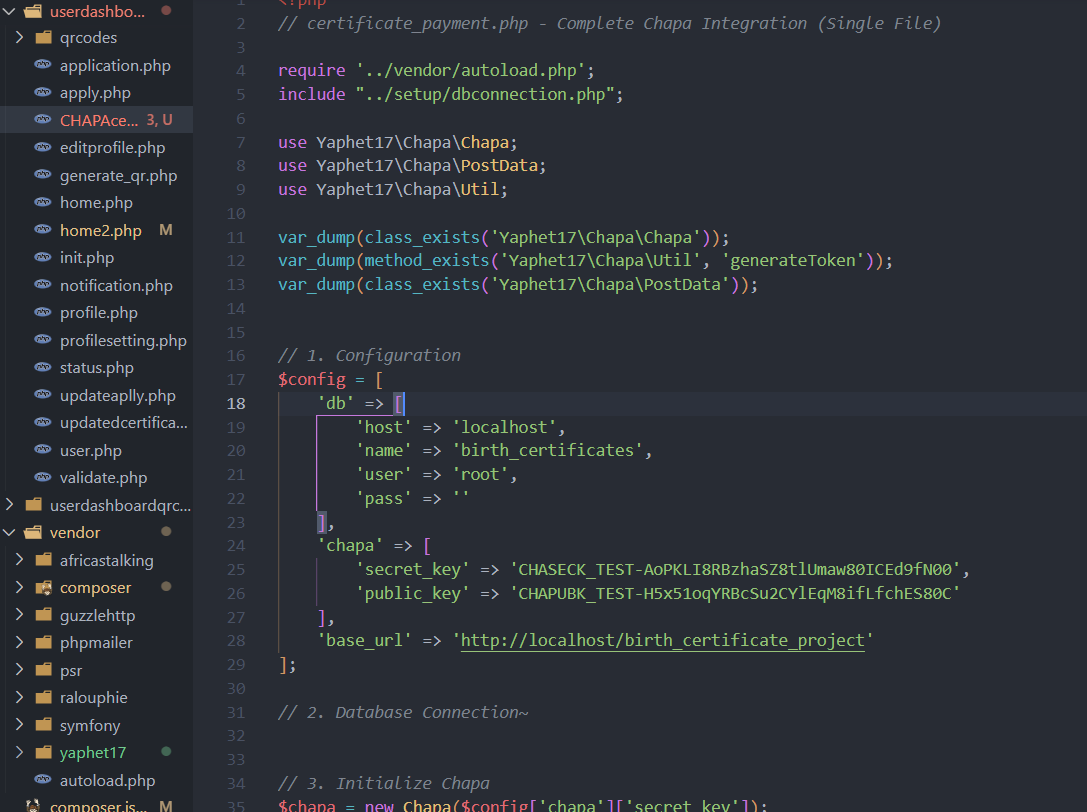 userdashbo...
qrcodes
application.php
apply.php
CHAPAce... 3, U
editprofile.php
generate_qr.php
home.php
home2.php M
init.php
notification.php
profile.php
profilesetting.php
status.php
updateaplly.php
updatedcertifica...
user.php
validate.php
userdashboardqrc...
vendor
africastalking
composer
guzzlehttp
phpmailer
psr
ralouphie
symfony
yaphet17
autoload.php
composer.js... M
1 <?php
2 // certificate_payment.php - Complete Chapa Integration (Single File)
3
4 require '../vendor/autoload.php';
5 include "../setup/dbconnection.php";
6
7 use Yaphet17\Chapa\Chapa;
8 use Yaphet17\Chapa\PostData;
9 use Yaphet17\Chapa\Util;
10
11 var_dump(class_exists('Yaphet17\Chapa\Chapa'));
12 var_dump(method_exists('Yaphet17\Chapa\Util', 'generateToken'));
13 var_dump(class_exists('Yaphet17\Chapa\PostData'));
14
15
16 // 1. Configuration
17 $config = [
18 'db' => [
19 'host' => 'localhost',
20 'name' => 'birth_certificates',
21 'user' => 'root',
22 'pass' => ''
23 ],
24 'chapa' => [
25 'secret_key' => 'CHASECK_TEST-AoPKLI8RBzhaSZ8tlUmaw80ICEd9fN00',
26 'public_key' => 'CHAPUBK_TEST-H5x51oqYRBcSu2CYlEqM8ifLfchES80C'
27 ],
28 'base_url' => 'http://localhost/birth_certificate_project'
29 ];
30
31 // 2. Database Connection~
32
33
34 // 3. Initialize Chapa
35 $chapa = new Chapa($config['chapa']['secret_key']);